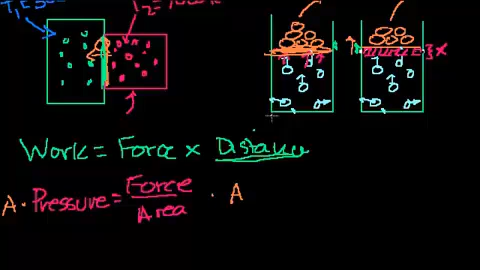 x
Work = Force x Distance
A · Pressure = Force / Area · A